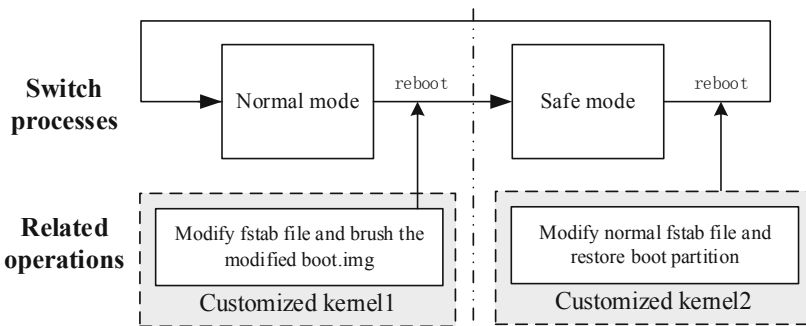 Switch
processes
Normal mode
reboot
Safe mode
reboot
Related
operations
Modify fstab file and brush the
modified boot.img
Customized kernel1
Modify normal fstab file and
restore boot partition
Customized kernel2